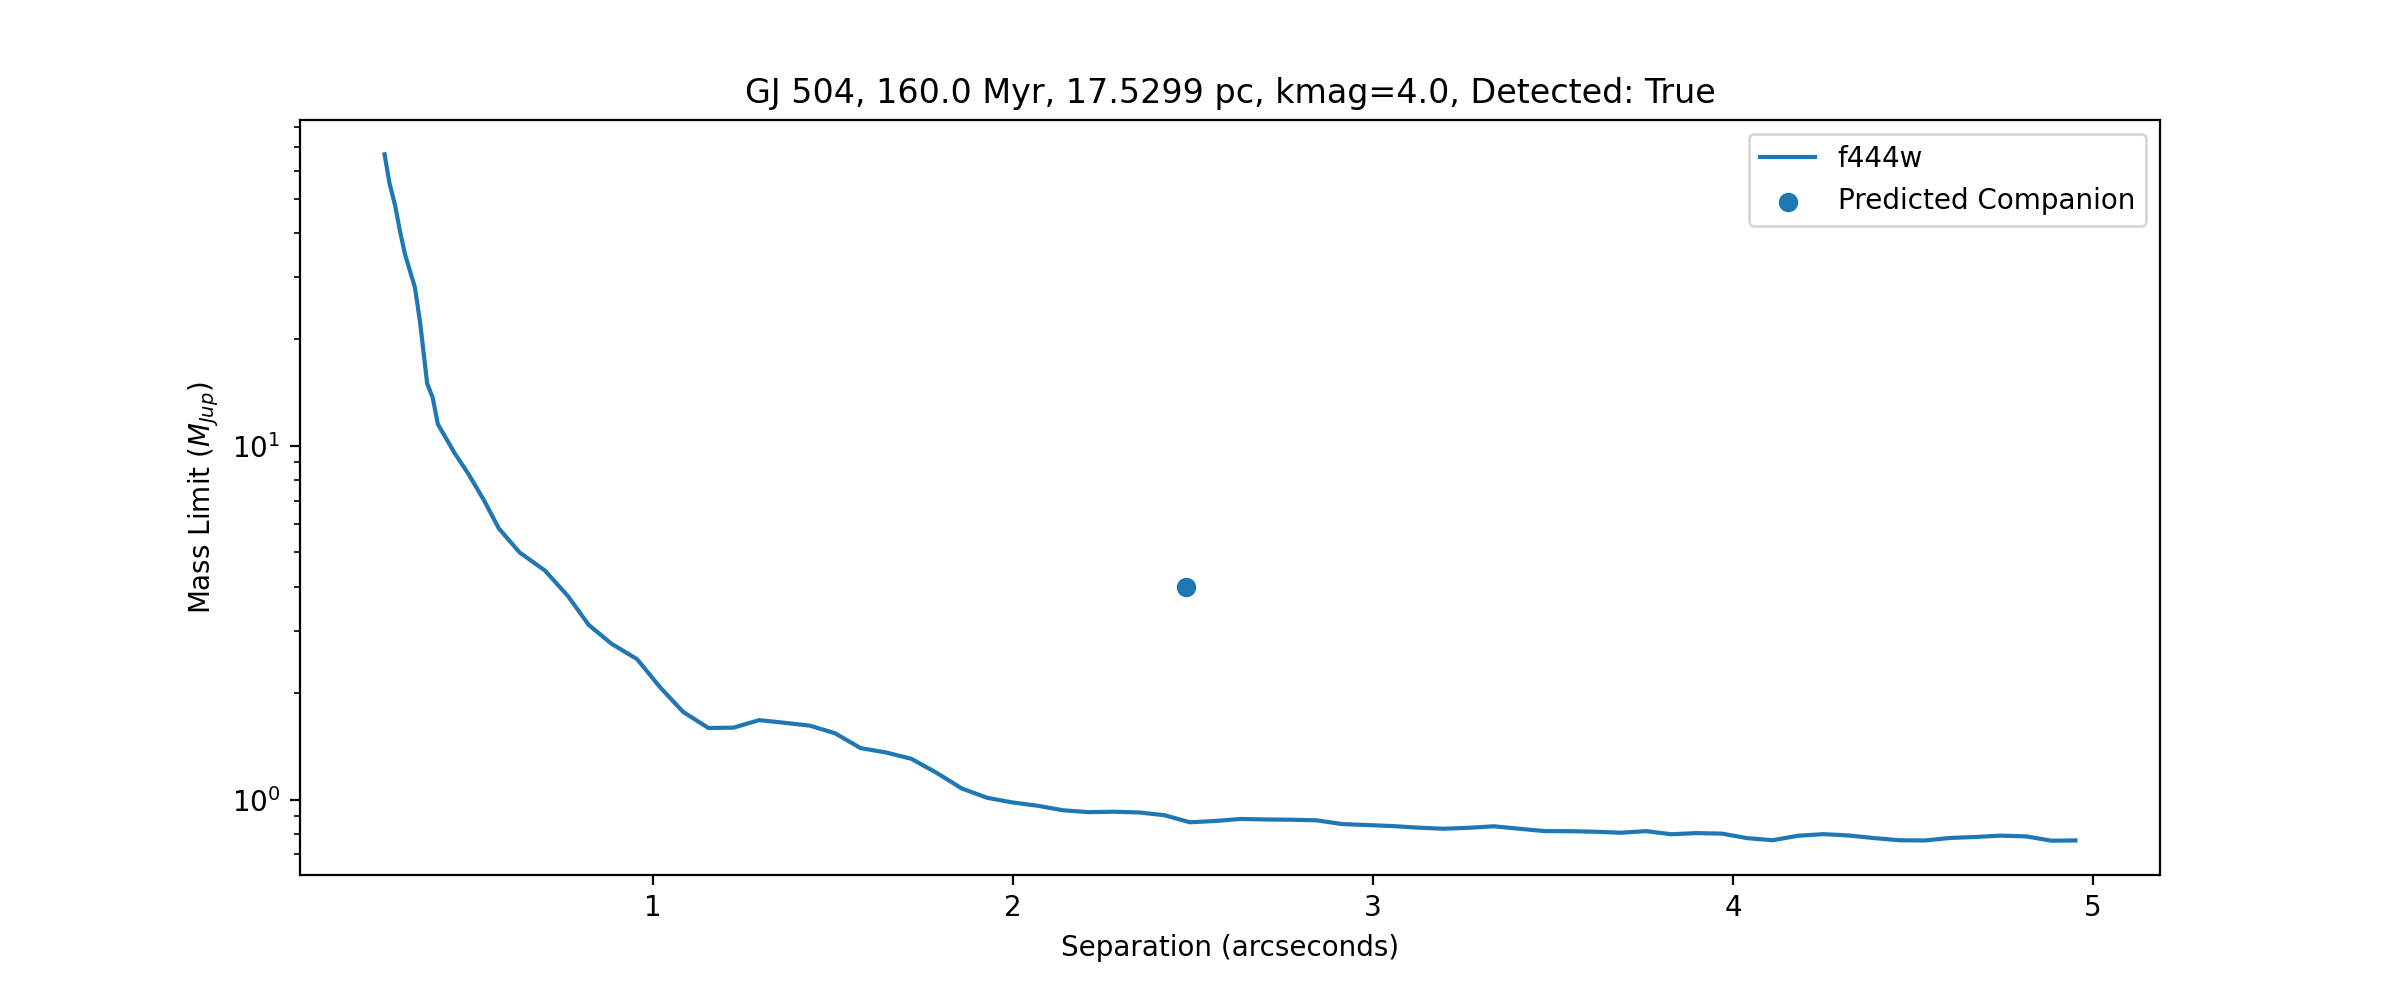 GJ 504, 160.0 Myr, 17.5299 pc, kmag=4.0, Detected: True
f444w
Predicted Companion
Mass Limit (M_Jup)
10^1
10^0
1 2 3 4 5
Separation (arcseconds)